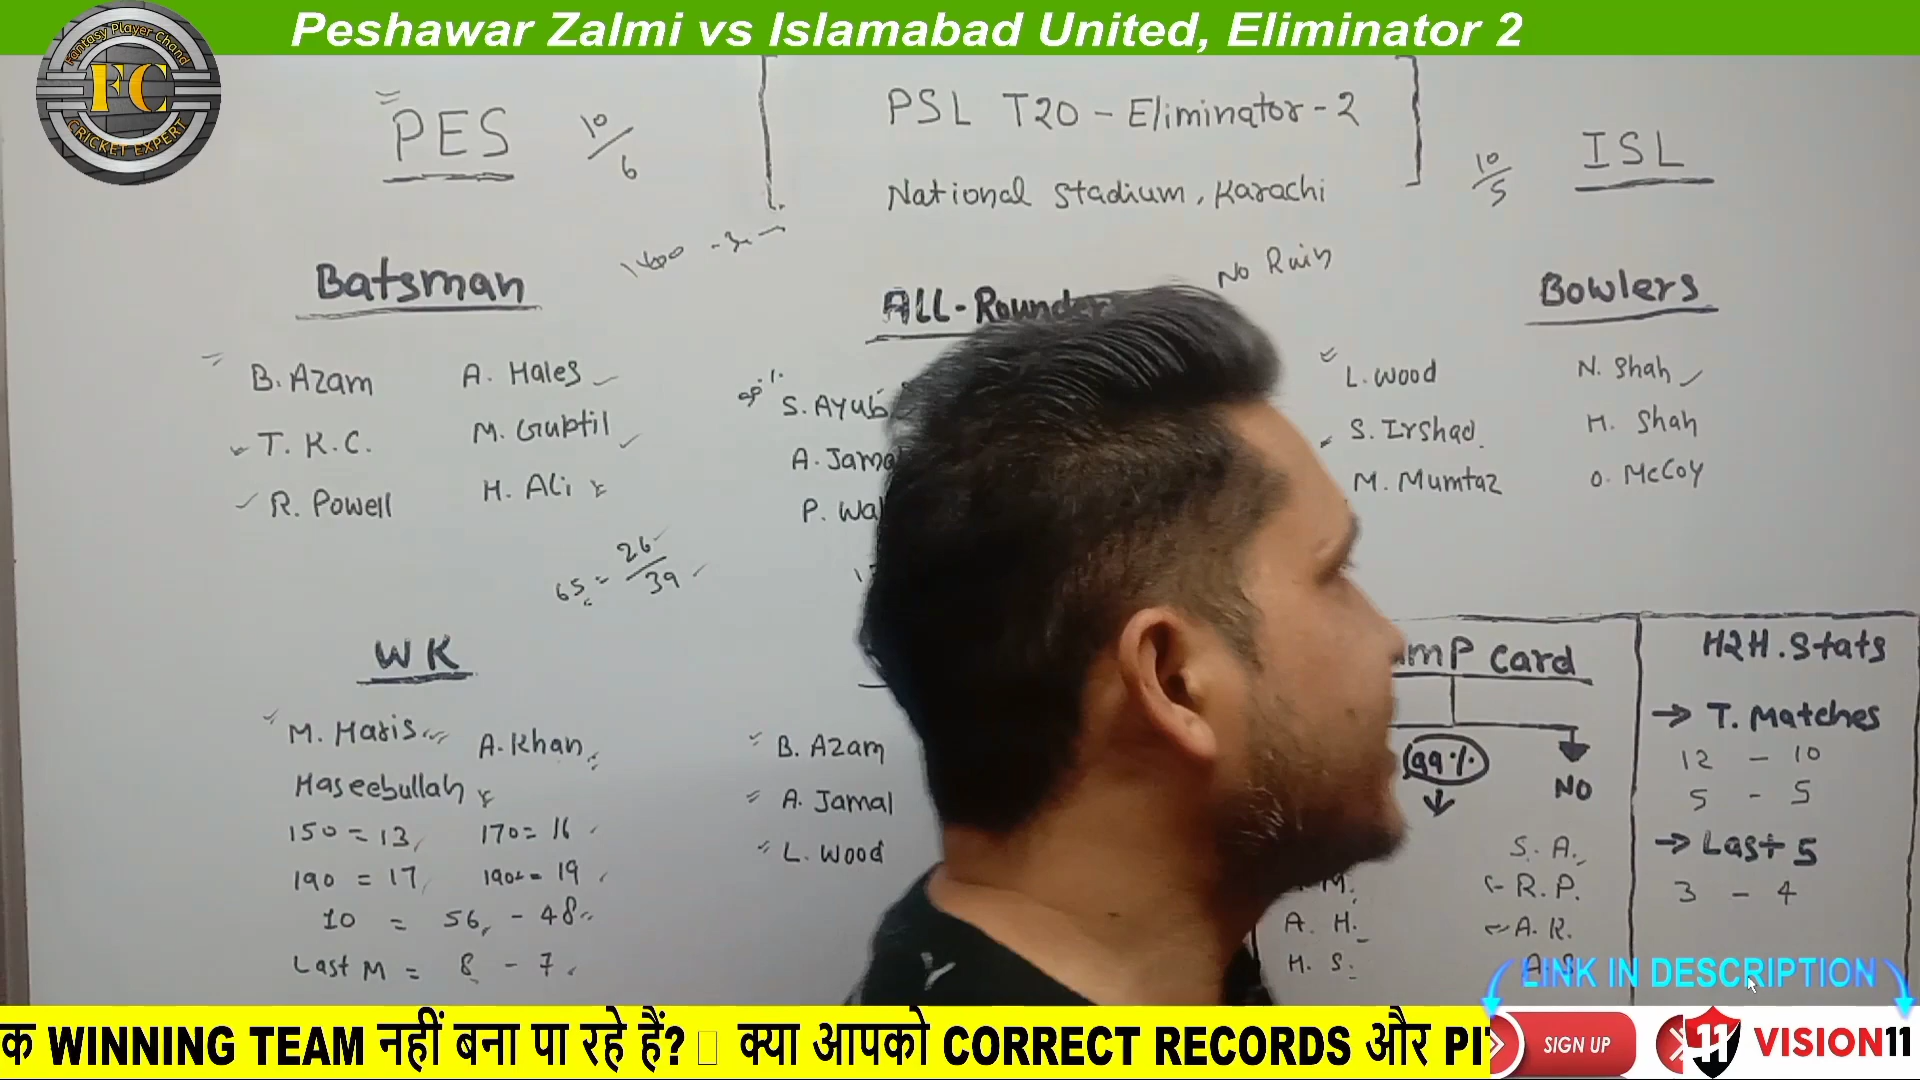 Peshawar Zalmi vs Islamabad United, Eliminator 2
Fantasy Player Chand
FC
CRICKET EXPERT
PES
10/6
PSL T20 - Eliminator - 2
National Stadium, Karachi
10/5
ISL
No Rain
Batsman
B. Azam
A. Hales
T. K. C.
M. Guptil
R. Powell
H. Ali
65 = 26/39
ALL-Rounder
S. Ayub
A. Jamal
P. Wal
Bowlers
L. Wood
N. Shah
S. Irshad
H. Shah
M. Mumtaz
O. McCoy
WK
M. Haris
A. Khan
Haseebullah
150 = 13
170 = 16
190 = 17
190+ = 19
10 = 56 - 48
Last M = 8 - 7
B. Azam
A. Jamal
L. Wood
mp Card
99%
NO
M.
A. H.
H. S.
S. A.
R. P.
A. K.
H2H. Stats
→ T. Matches
12 - 10
5 - 5
→ Last 5
3 - 4
LINK IN DESCRIPTION
क WINNING TEAM नहीं बना पा रहे हैं? क्या आपको CORRECT RECORDS और PI
SIGN UP
11 VISION11